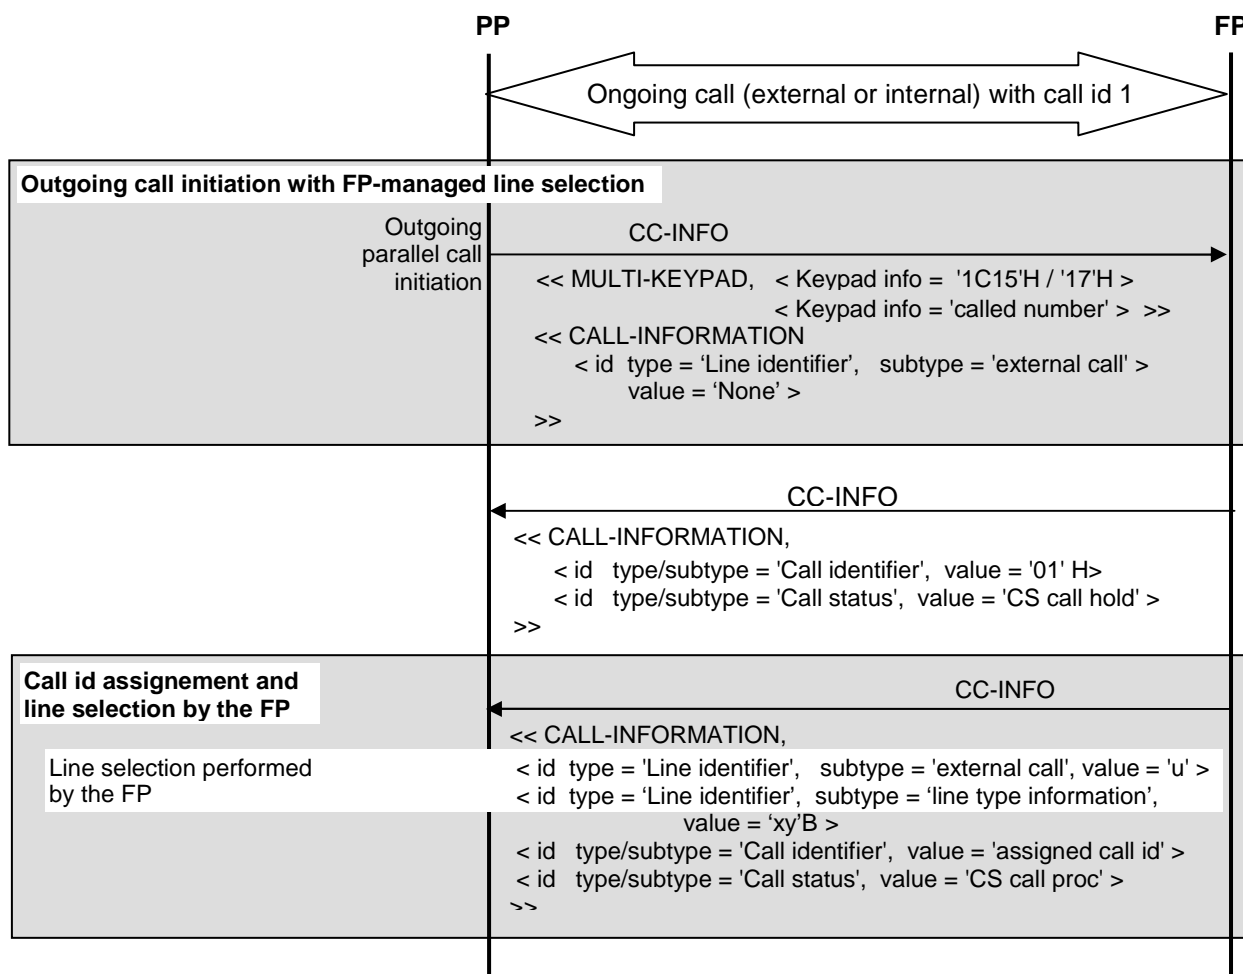 PP FP
Ongoing call (external or internal) with call id 1
Outgoing call initiation with FP-managed line selection
Outgoing
parallel call
initiation
CC-INFO
<< MULTI-KEYPAD, < Keypad info = '1C15'H / '17'H >
< Keypad info = 'called number' > >>
<< CALL-INFORMATION
< id type = ‘Line identifier’, subtype = 'external call' >
value = ‘None’ >
>>
CC-INFO
<< CALL-INFORMATION,
< id type/subtype = 'Call identifier', value = '01' H>
< id type/subtype = 'Call status', value = 'CS call hold' >
>>
Call id assignement and
line selection by the FP
CC-INFO
<< CALL-INFORMATION,
Line selection performed
by the FP
< id type = 'Line identifier', subtype = 'external call', value = 'u' >
< id type = ‘Line identifier’, subtype = ‘line type information’,
value = ‘xy’B >
< id type/subtype = 'Call identifier', value = 'assigned call id' >
< id type/subtype = 'Call status', value = 'CS call proc' >
>>